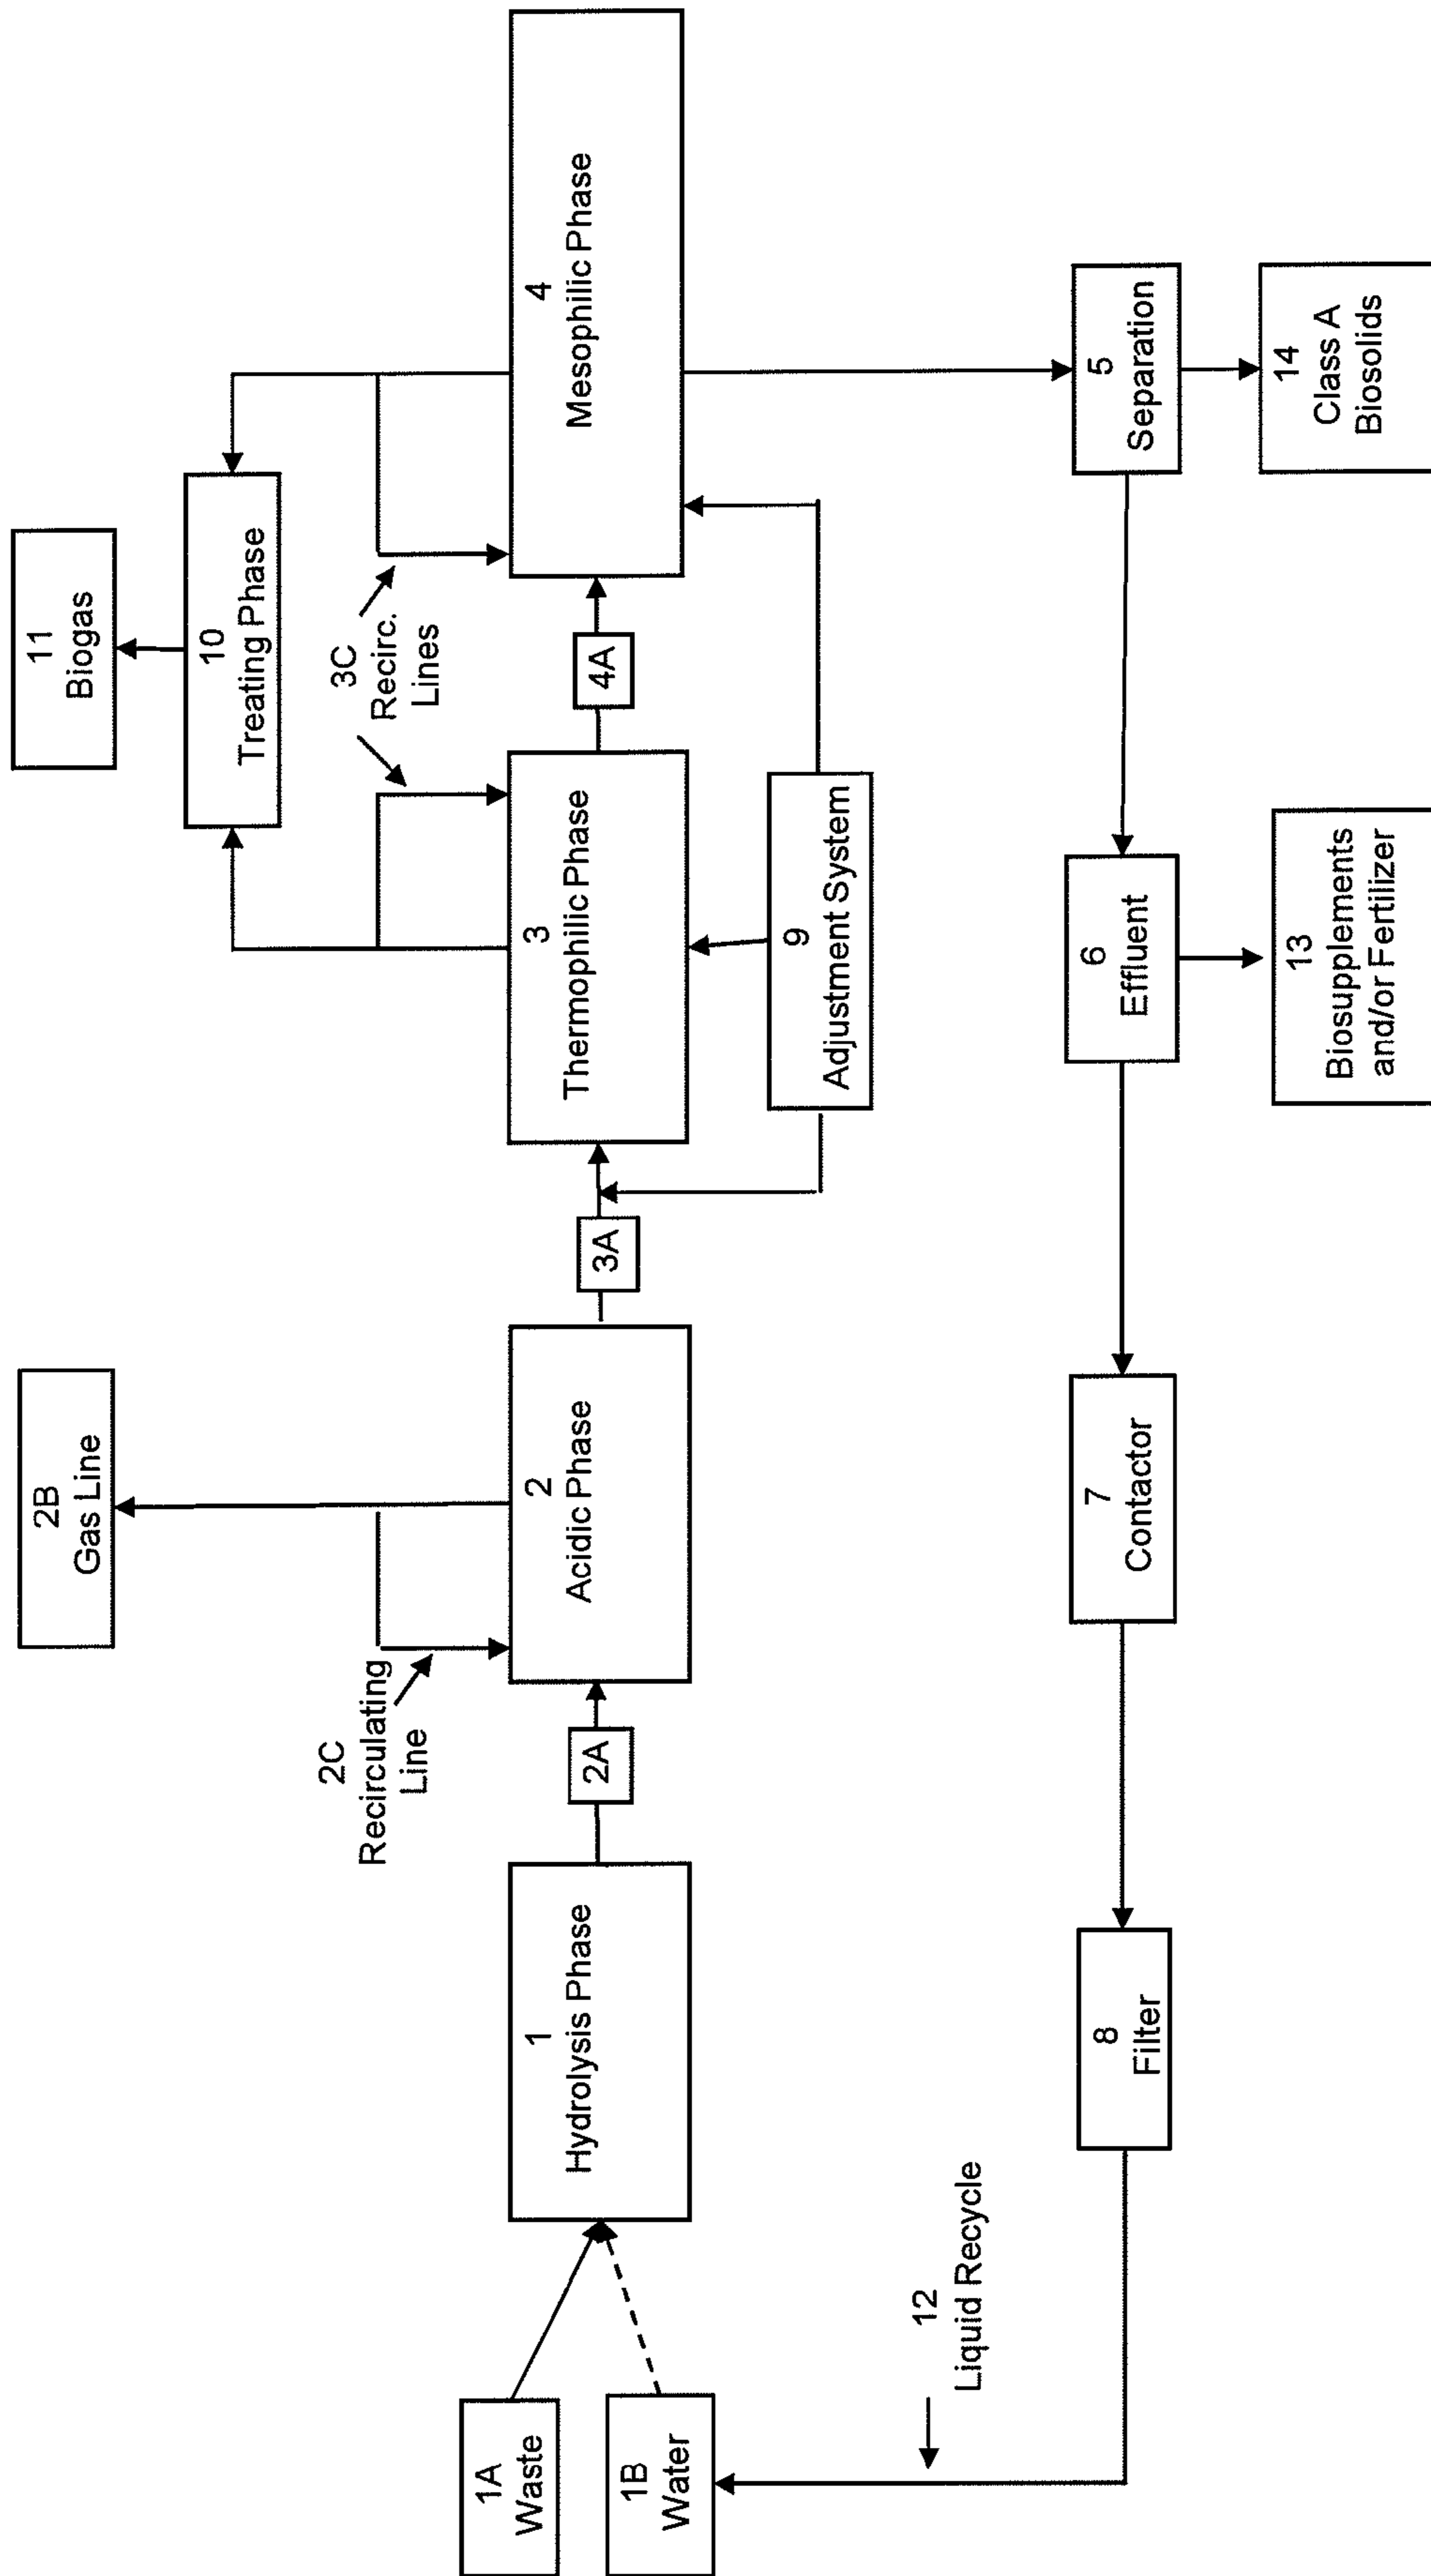 11
Biogas
2B
Gas Line
10
Treating Phase
2C
Recirculating
Line
3C
Recirc.
Lines
1A
Waste
1B
Water
1
Hydrolysis Phase
2A
2
Acidic Phase
3A
3
Thermophilic Phase
4A
4
Mesophilic Phase
9
Adjustment System
12
Liquid Recycle
8
Filter
7
Contactor
6
Effluent
5
Separation
13
Biosupplements
and/or Fertilizer
14
Class A
Biosolids